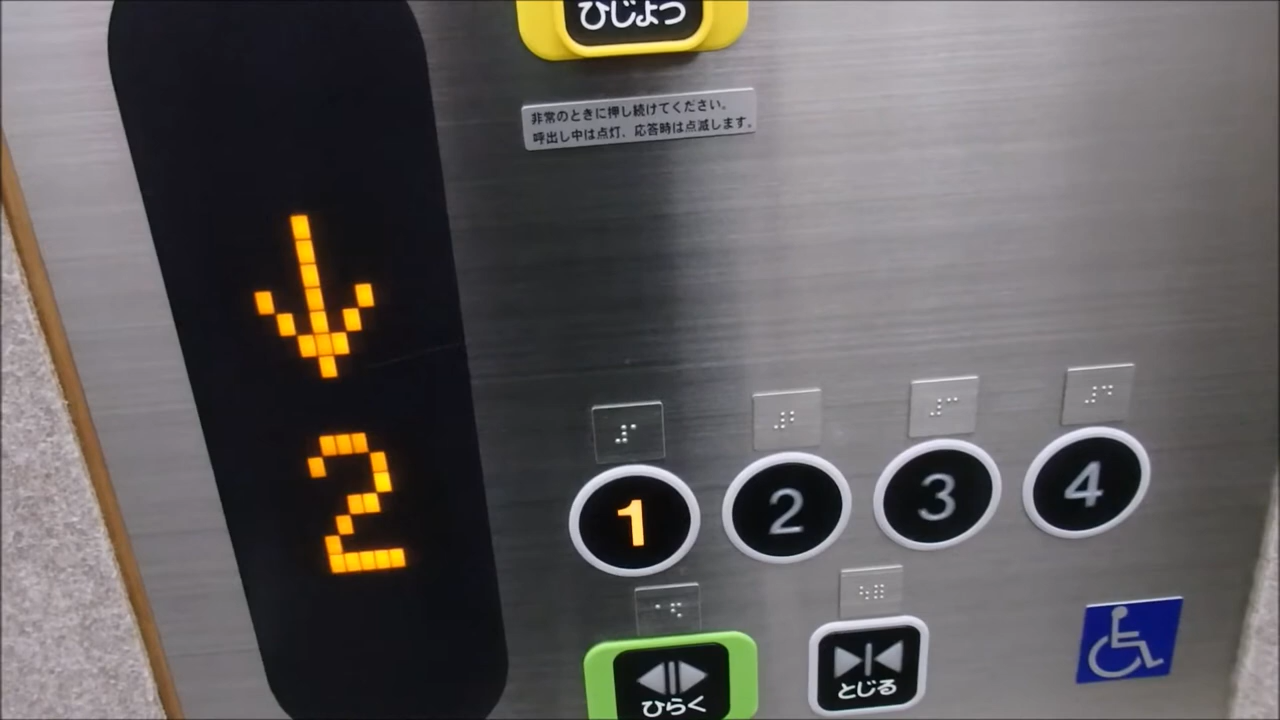 ひじょう
非常のときに押し続けてください。
呼出し中は点灯、応答時は点滅します。
2
1 2 3 4
ひらく とじる